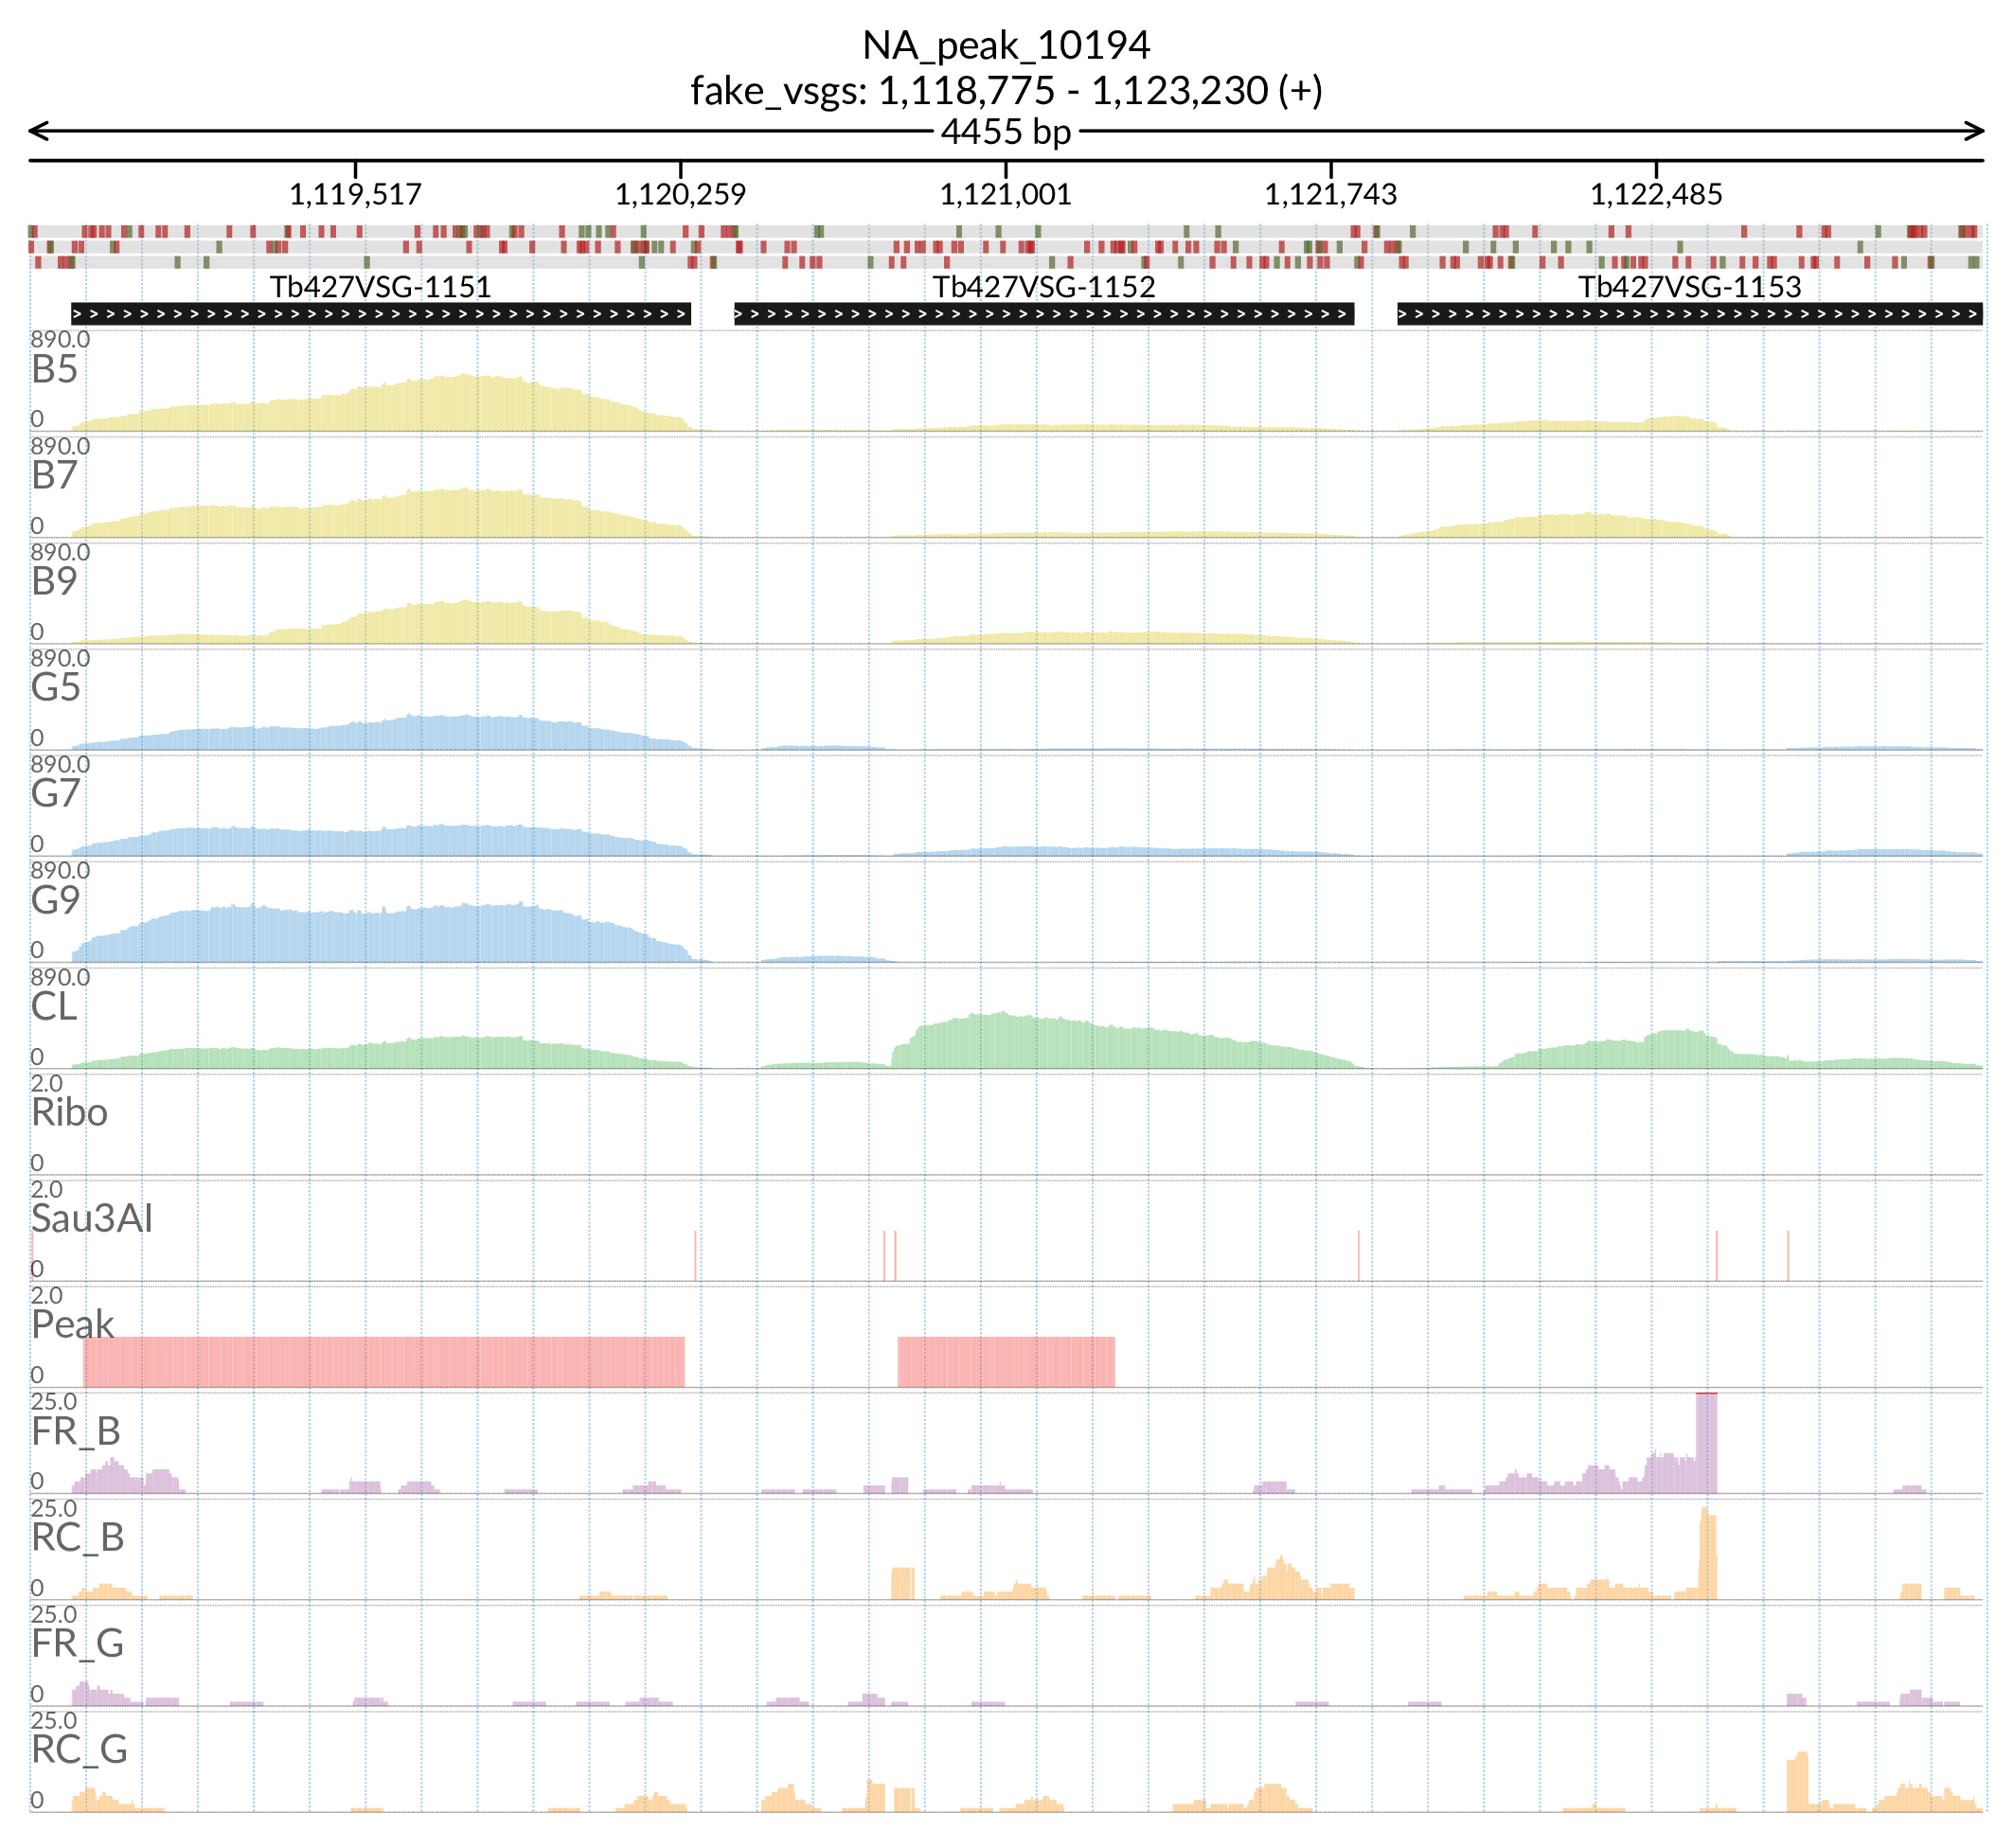 NA_peak_10194
fake_vsgs: 1,118,775 - 1,123,230 (+)
4455 bp
1,119,517 1,120,259 1,121,001 1,121,743 1,122,485
Tb427VSG-1151 Tb427VSG-1152 Tb427VSG-1153
890.0
B5
0
890.0
B7
0
890.0
B9
0
890.0
G5
0
890.0
G7
0
890.0
G9
0
890.0
CL
0
2.0
Ribo
0
2.0
Sau3AI
0
2.0
Peak
0
25.0
FR_B
0
25.0
RC_B
0
25.0
FR_G
0
25.0
RC_G
0